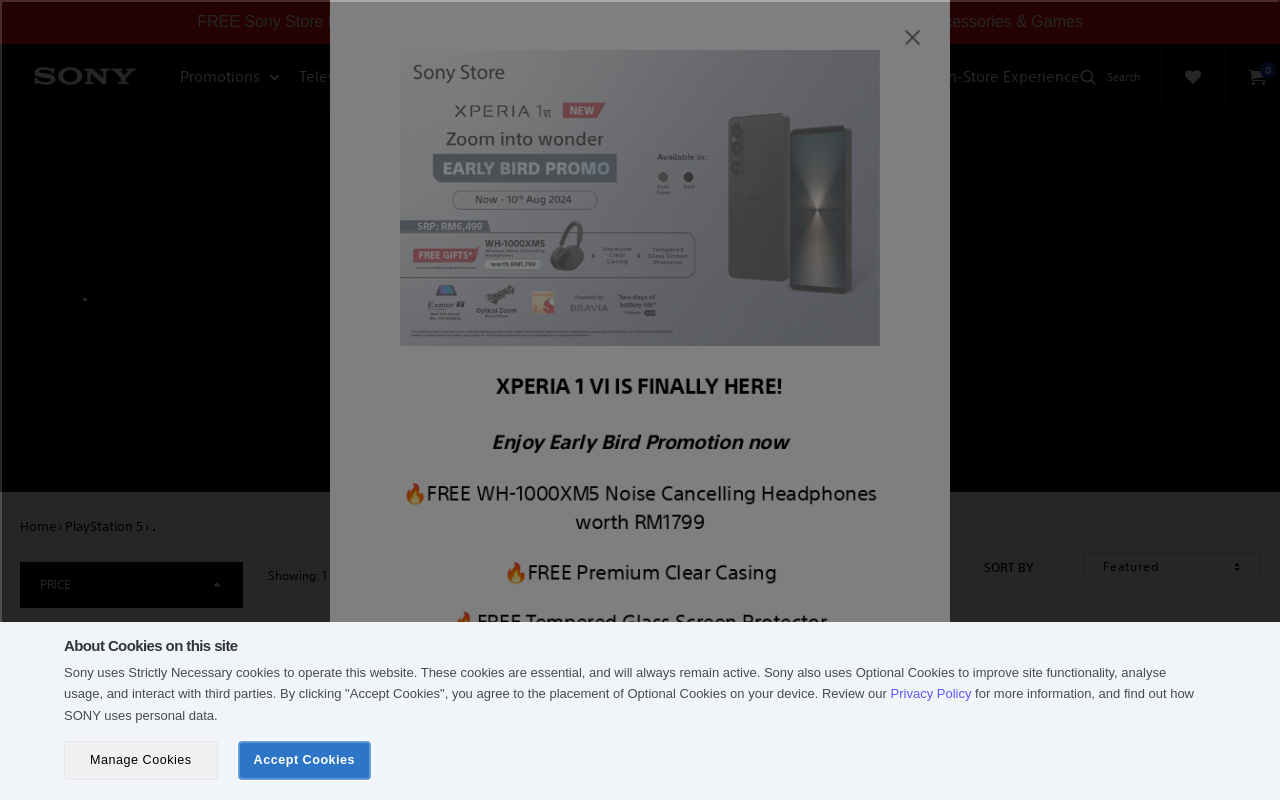 FREE Sony Store
cessories & Games
SONY
Promotions
n-Store Experience
Search
0
Sony Store
XPERIA 1 VI NEW
Zoom into wonder
EARLY BIRD PROMO
Now - 10th Aug 2024
Available in:
Black
SRP: RM6,499
FREE GIFTS*
WH-1000XM5
worth RM1,799
+ Premium Clear Casing + Tempered Glass Screen Protector
Optical Zoom
Powered by
BRAVIA
Two days of battery life
XPERIA 1 VI IS FINALLY HERE!
Enjoy Early Bird Promotion now
🔥FREE WH-1000XM5 Noise Cancelling Headphones
worth RM1799
🔥FREE Premium Clear Casing
🔥FREE Tempered Glass Screen Protector
Home › PlayStation 5 › .
PRICE
Showing: 1
SORT BY
Featured
About Cookies on this site
Sony uses Strictly Necessary cookies to operate this website. These cookies are essential, and will always remain active. Sony also uses Optional Cookies to improve site functionality, analyse
usage, and interact with third parties. By clicking "Accept Cookies", you agree to the placement of Optional Cookies on your device. Review our Privacy Policy for more information, and find out how
SONY uses personal data.
Manage Cookies
Accept Cookies